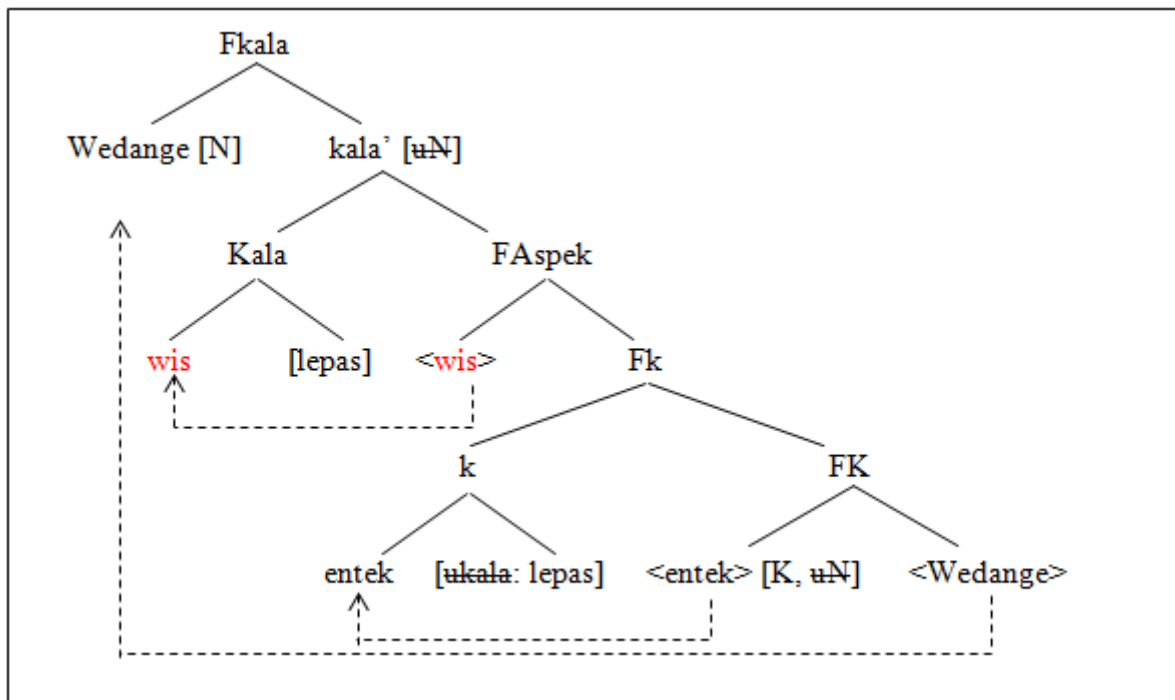 Fkala
Wedange [N] kala’ [uN]
Kala FAspek
wis [lepas] <wis> Fk
k FK
entek [ukala: lepas] <entek> [K, uN] <Wedange>